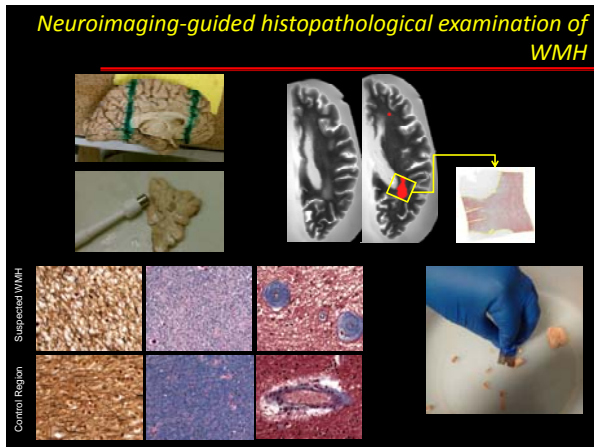 Neuroimaging-guided histopathological examination of
WMH
Suspected WMH
Control Region